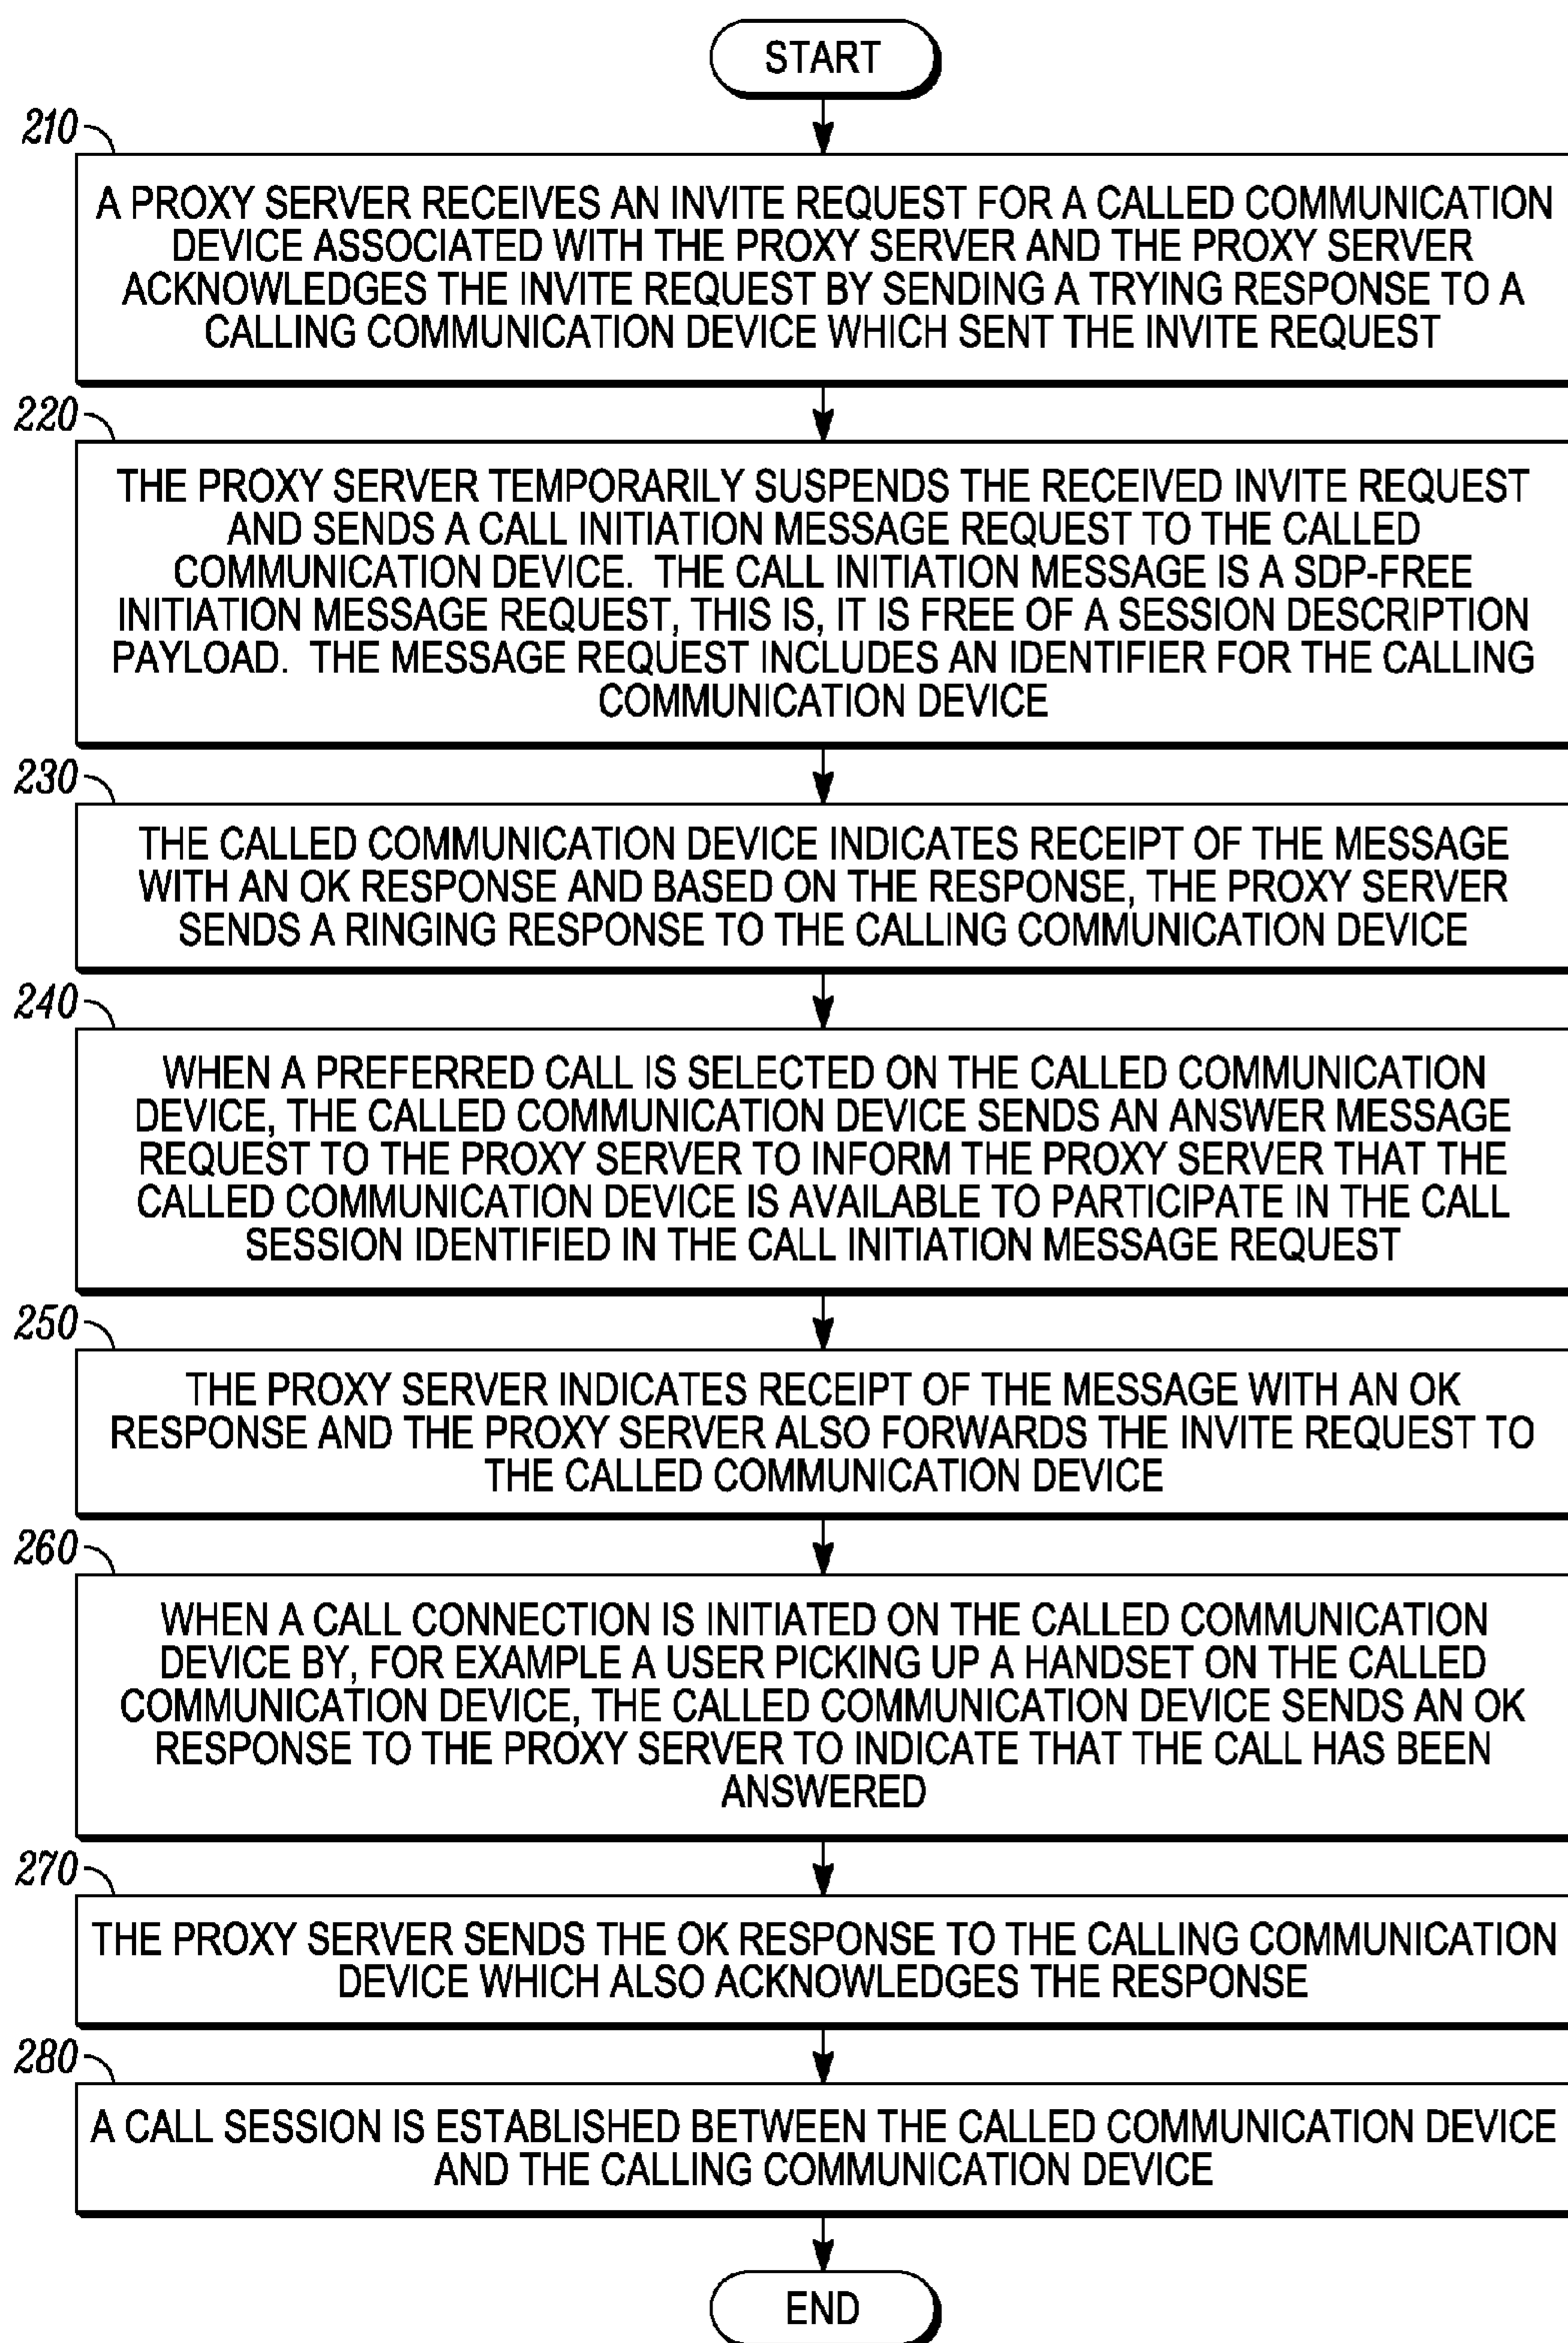 START
210
A PROXY SERVER RECEIVES AN INVITE REQUEST FOR A CALLED COMMUNICATION
DEVICE ASSOCIATED WITH THE PROXY SERVER AND THE PROXY SERVER
ACKNOWLEDGES THE INVITE REQUEST BY SENDING A TRYING RESPONSE TO A
CALLING COMMUNICATION DEVICE WHICH SENT THE INVITE REQUEST
220
THE PROXY SERVER TEMPORARILY SUSPENDS THE RECEIVED INVITE REQUEST
AND SENDS A CALL INITIATION MESSAGE REQUEST TO THE CALLED
COMMUNICATION DEVICE. THE CALL INITIATION MESSAGE IS A SDP-FREE
INITIATION MESSAGE REQUEST, THIS IS, IT IS FREE OF A SESSION DESCRIPTION
PAYLOAD. THE MESSAGE REQUEST INCLUDES AN IDENTIFIER FOR THE CALLING
COMMUNICATION DEVICE
230
THE CALLED COMMUNICATION DEVICE INDICATES RECEIPT OF THE MESSAGE
WITH AN OK RESPONSE AND BASED ON THE RESPONSE, THE PROXY SERVER
SENDS A RINGING RESPONSE TO THE CALLING COMMUNICATION DEVICE
240
WHEN A PREFERRED CALL IS SELECTED ON THE CALLED COMMUNICATION
DEVICE, THE CALLED COMMUNICATION DEVICE SENDS AN ANSWER MESSAGE
REQUEST TO THE PROXY SERVER TO INFORM THE PROXY SERVER THAT THE
CALLED COMMUNICATION DEVICE IS AVAILABLE TO PARTICIPATE IN THE CALL
SESSION IDENTIFIED IN THE CALL INITIATION MESSAGE REQUEST
250
THE PROXY SERVER INDICATES RECEIPT OF THE MESSAGE WITH AN OK
RESPONSE AND THE PROXY SERVER ALSO FORWARDS THE INVITE REQUEST TO
THE CALLED COMMUNICATION DEVICE
260
WHEN A CALL CONNECTION IS INITIATED ON THE CALLED COMMUNICATION
DEVICE BY, FOR EXAMPLE A USER PICKING UP A HANDSET ON THE CALLED
COMMUNICATION DEVICE, THE CALLED COMMUNICATION DEVICE SENDS AN OK
RESPONSE TO THE PROXY SERVER TO INDICATE THAT THE CALL HAS BEEN
ANSWERED
270
THE PROXY SERVER SENDS THE OK RESPONSE TO THE CALLING COMMUNICATION
DEVICE WHICH ALSO ACKNOWLEDGES THE RESPONSE
280
A CALL SESSION IS ESTABLISHED BETWEEN THE CALLED COMMUNICATION DEVICE
AND THE CALLING COMMUNICATION DEVICE
END